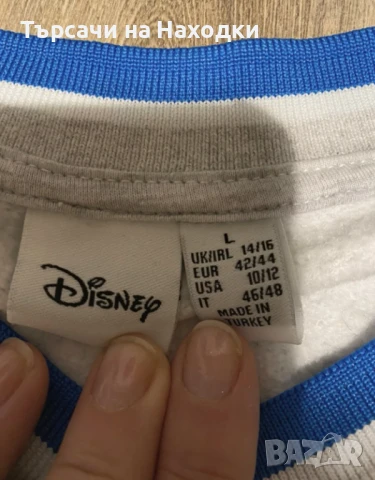 Търсачи на Находки
Disney
L
UK/IRL 14/16
EUR 42/44
USA 10/12
IT 46/48
MADE IN
TURKEY
BAZAR